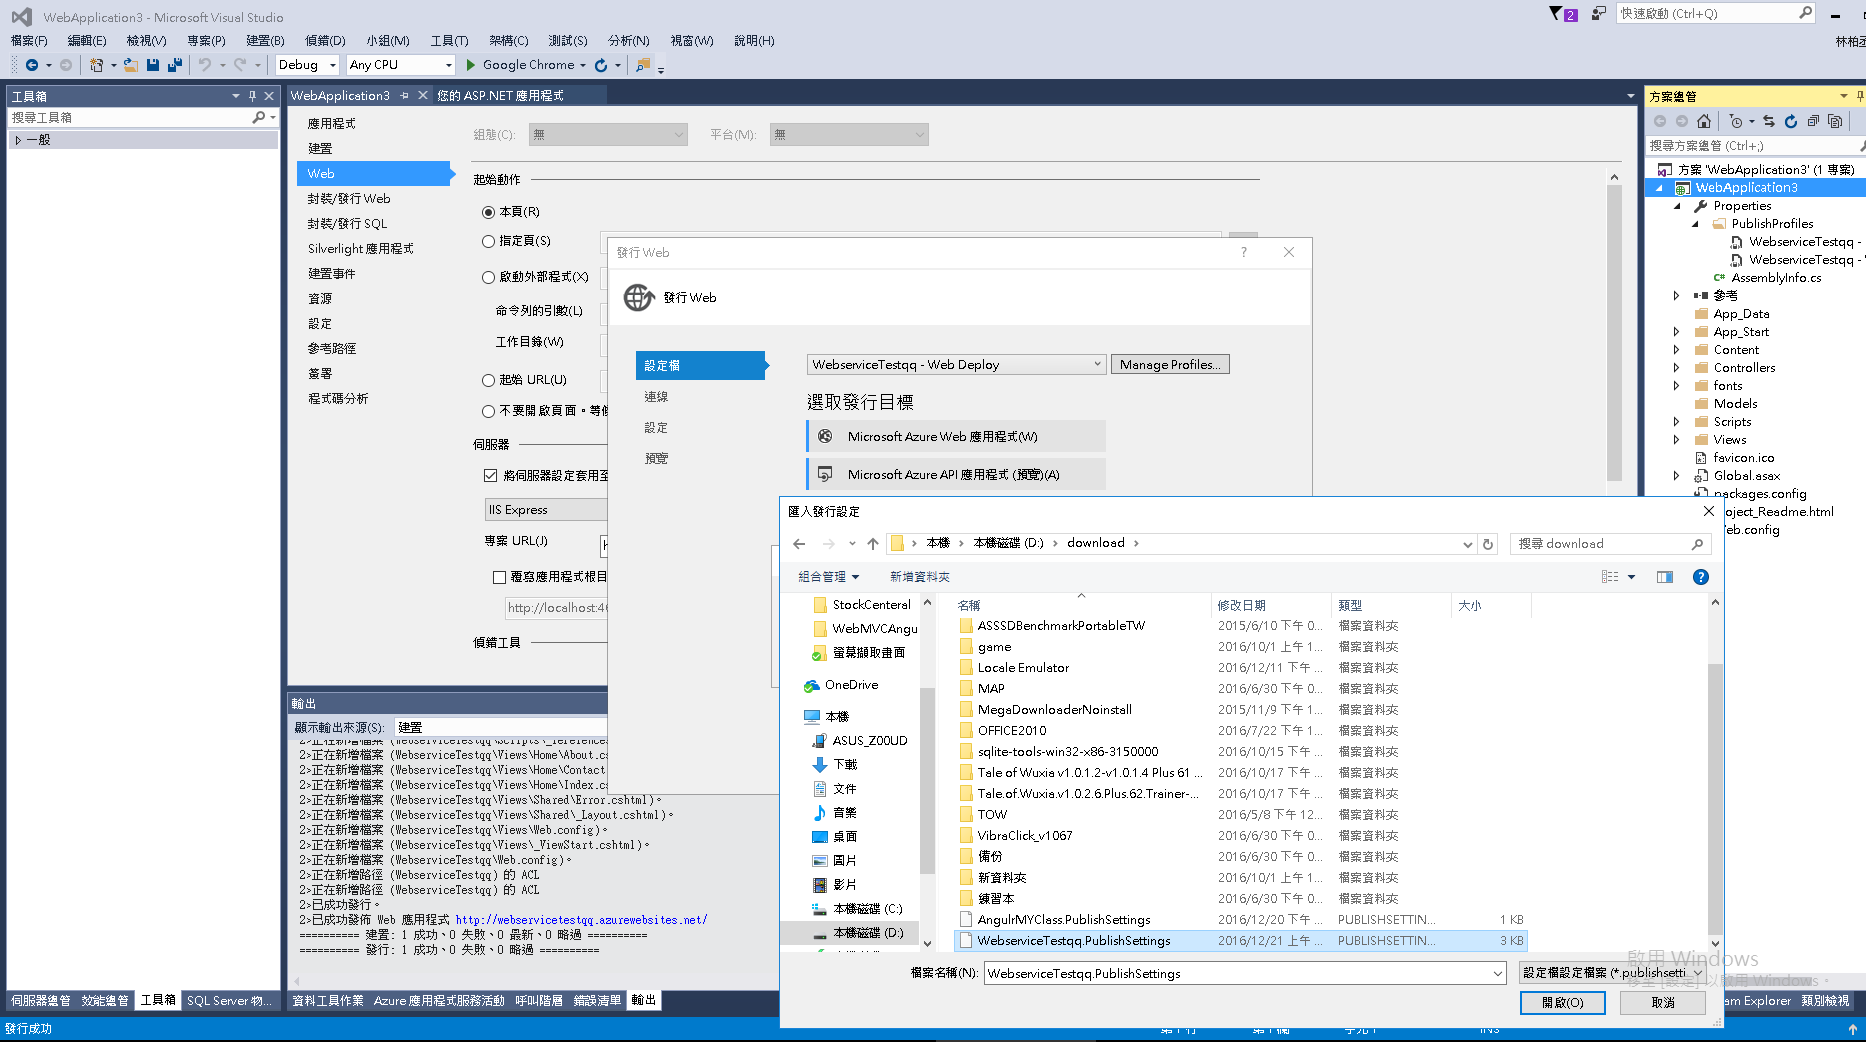 WebApplication3 - Microsoft Visual Studio
2
快速啟動 (Ctrl+Q)
檔案(F) 編輯(E) 檢視(V) 專案(P) 建置(B) 偵錯(D) 小組(M) 工具(T) 架構(C) 測試(S) 分析(N) 視窗(W) 說明(H)
林柏丞
Debug Any CPU Google Chrome
工具箱
搜尋工具箱
一般
WebApplication3 您的 ASP.NET 應用程式
應用程式
建置
Web
封裝/發行 Web
封裝/發行 SQL
Silverlight 應用程式
建置事件
資源
設定
參考路徑
簽署
程式碼分析
組態(C): 無 平台(M): 無
起始動作
本頁(R)
指定頁(S)
啟動外部程式(X)
命令列的引數(L)
工作目錄(W)
起始 URL(U)
不要開啟頁面。等
伺服器
將伺服器設定套用至
IIS Express
專案 URL(J)
覆寫應用程式根目
http://localhost:4
偵錯工具
發行 Web
?
發行 Web
設定檔
連線
設定
預覽
WebserviceTestqq - Web Deploy
Manage Profiles...
選取發行目標
Microsoft Azure Web 應用程式(W)
Microsoft Azure API 應用程式 (預覽)(A)
匯入發行設定
本機 > 本機磁碟 (D:) > download >
搜尋 download
組合管理 新增資料夾
StockCenteral
WebMVCAngu
螢幕擷取畫面
OneDrive
本機
ASUS_Z00UD
下載
文件
音樂
桌面
圖片
影片
本機磁碟 (C:)
本機磁碟 (D:)
名稱 修改日期 類型 大小
ASSSDBenchmarkPortableTW 2015/6/10 下午 0... 檔案資料夾
game 2016/10/1 上午 1... 檔案資料夾
Locale Emulator 2016/12/11 下午 ... 檔案資料夾
MAP 2016/6/30 下午 0... 檔案資料夾
MegaDownloaderNoinstall 2015/11/9 下午 1... 檔案資料夾
OFFICE2010 2016/7/22 下午 1... 檔案資料夾
sqlite-tools-win32-x86-3150000 2016/10/15 下午 ... 檔案資料夾
Tale of Wuxia v1.0.1.2-v1.0.1.4 Plus 61 ... 2016/10/17 下午 ... 檔案資料夾
Tale.of.Wuxia.v1.0.2.6.Plus.62.Trainer-... 2016/10/17 下午 ... 檔案資料夾
TOW 2016/5/8 下午 12... 檔案資料夾
VibraClick_v1067 2016/6/30 下午 0... 檔案資料夾
備份 2016/6/30 下午 0... 檔案資料夾
新資料夾 2016/10/1 上午 1... 檔案資料夾
練習本 2016/6/30 下午 0... 檔案資料夾
AngulrMYClass.PublishSettings 2016/12/20 下午 ... PUBLISHSETTIN... 1 KB
WebserviceTestqq.PublishSettings 2016/12/21 上午 ... PUBLISHSETTIN... 3 KB
檔案名稱(N): WebserviceTestqq.PublishSettings
設定檔設定檔案 (*.publishsetti
開啟(O) 取消
啟用 Windows
移至 [設定] 以啟用 Windows。
方案總管
搜尋方案總管 (Ctrl+;)
方案 'WebApplication3' (1 專案)
WebApplication3
Properties
PublishProfiles
WebserviceTestqq -
WebserviceTestqq -
AssemblyInfo.cs
參考
App_Data
App_Start
Content
Controllers
fonts
Models
Scripts
Views
favicon.ico
Global.asax
packages.config
oject_Readme.html
eb.config
輸出
顯示輸出來源(S): 建置
2>正在新增檔案 (WebserviceTestqq\Scripts\_references
2>正在新增檔案 (WebserviceTestqq\Views\Home\About.cs
2>正在新增檔案 (WebserviceTestqq\Views\Home\Contact
2>正在新增檔案 (WebserviceTestqq\Views\Home\Index.cs
2>正在新增檔案 (WebserviceTestqq\Views\Shared\Error.cshtml)。
2>正在新增檔案 (WebserviceTestqq\Views\Shared\_Layout.cshtml)。
2>正在新增檔案 (WebserviceTestqq\Views\Web.config)。
2>正在新增檔案 (WebserviceTestqq\Views\_ViewStart.cshtml)。
2>正在新增檔案 (WebserviceTestqq\Web.config)。
2>正在新增路徑 (WebserviceTestqq) 的 ACL
2>正在新增路徑 (WebserviceTestqq) 的 ACL
2>已成功發行。
2>已成功發佈 Web 應用程式 http://webservicetestqq.azurewebsites.net/
========== 建置: 1 成功、0 失敗、0 最新、0 略過 ==========
========== 發行: 1 成功、0 失敗、0 略過 ==========
伺服器總管 效能總管 工具箱 SQL Server 物...
資料工具作業 Azure 應用程式服務活動 呼叫階層 錯誤清單 輸出
am Explorer 類別檢視
發行成功